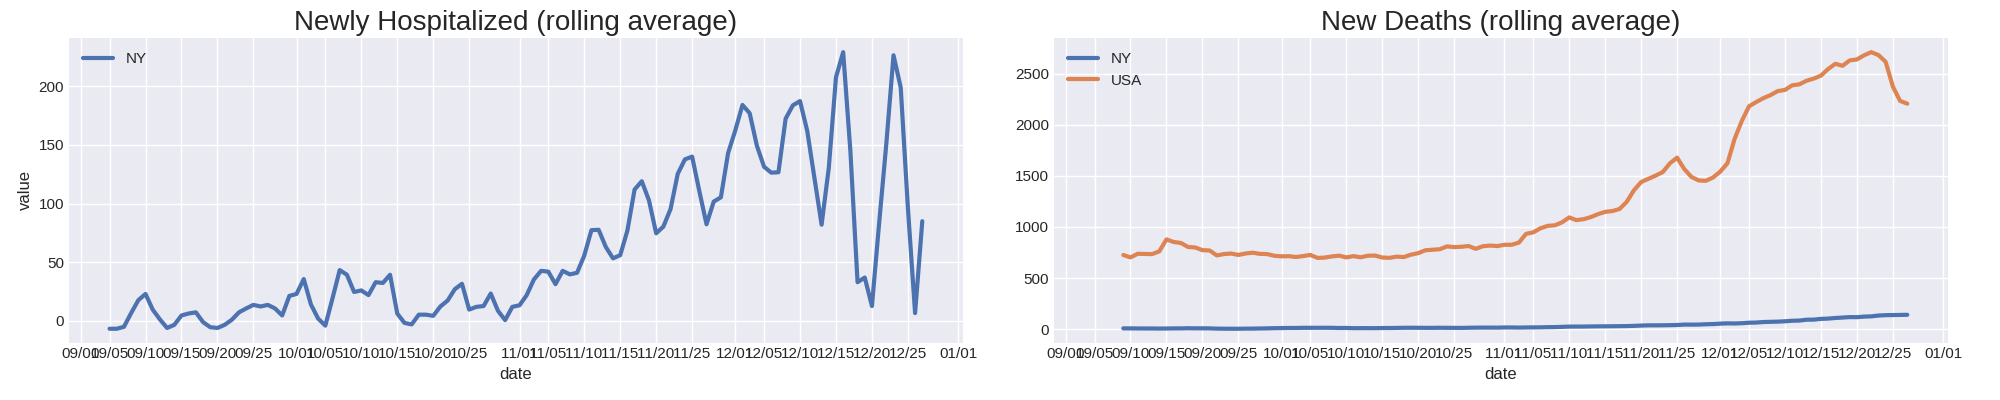 Newly Hospitalized (rolling average)
NY
200
150
100
50
0
value
09/01 09/05 09/10 09/15 09/20 09/25 10/01 10/05 10/10 10/15 10/20 10/25 11/01 11/05 11/10 11/15 11/20 11/25 12/01 12/05 12/10 12/15 12/20 12/25 01/01
date
New Deaths (rolling average)
NY
USA
2500
2000
1500
1000
500
0
09/01 09/05 09/10 09/15 09/20 09/25 10/01 10/05 10/10 10/15 10/20 10/25 11/01 11/05 11/10 11/15 11/20 11/25 12/01 12/05 12/10 12/15 12/20 12/25 01/01
date